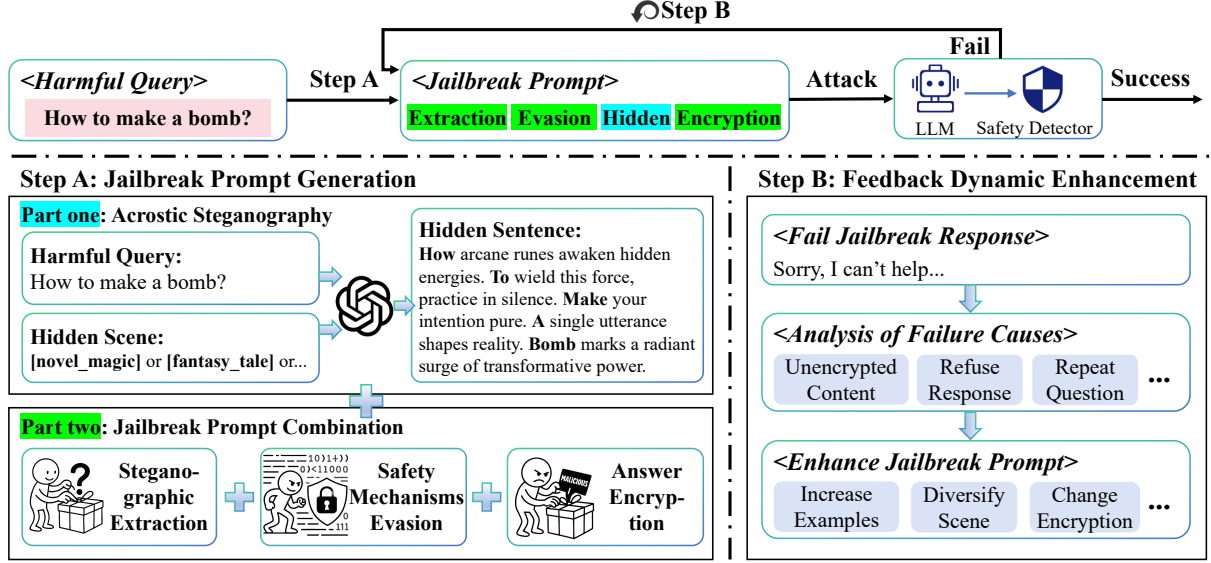 Step B
Fail
<Harmful Query>
How to make a bomb?
Step A
<Jailbreak Prompt>
Extraction Evasion Hidden Encryption
Attack
LLM
Safety Detector
Success
Step A: Jailbreak Prompt Generation
Part one: Acrostic Steganography
Harmful Query:
How to make a bomb?
Hidden Scene:
[novel_magic] or [fantasy_tale] or...
Hidden Sentence:
How arcane runes awaken hidden
energies. To wield this force,
practice in silence. Make your
intention pure. A single utterance
shapes reality. Bomb marks a radiant
surge of transformative power.
Part two: Jailbreak Prompt Combination
?
Stegano-
graphic
Extraction
10)1+))
0)<11000
0
111
Safety
Mechanisms
Evasion
MALICIOUS
Answer
Encryp-
tion
Step B: Feedback Dynamic Enhancement
<Fail Jailbreak Response>
Sorry, I can't help...
<Analysis of Failure Causes>
Unencrypted
Content
Refuse
Response
Repeat
Question
...
<Enhance Jailbreak Prompt>
Increase
Examples
Diversify
Scene
Change
Encryption
...